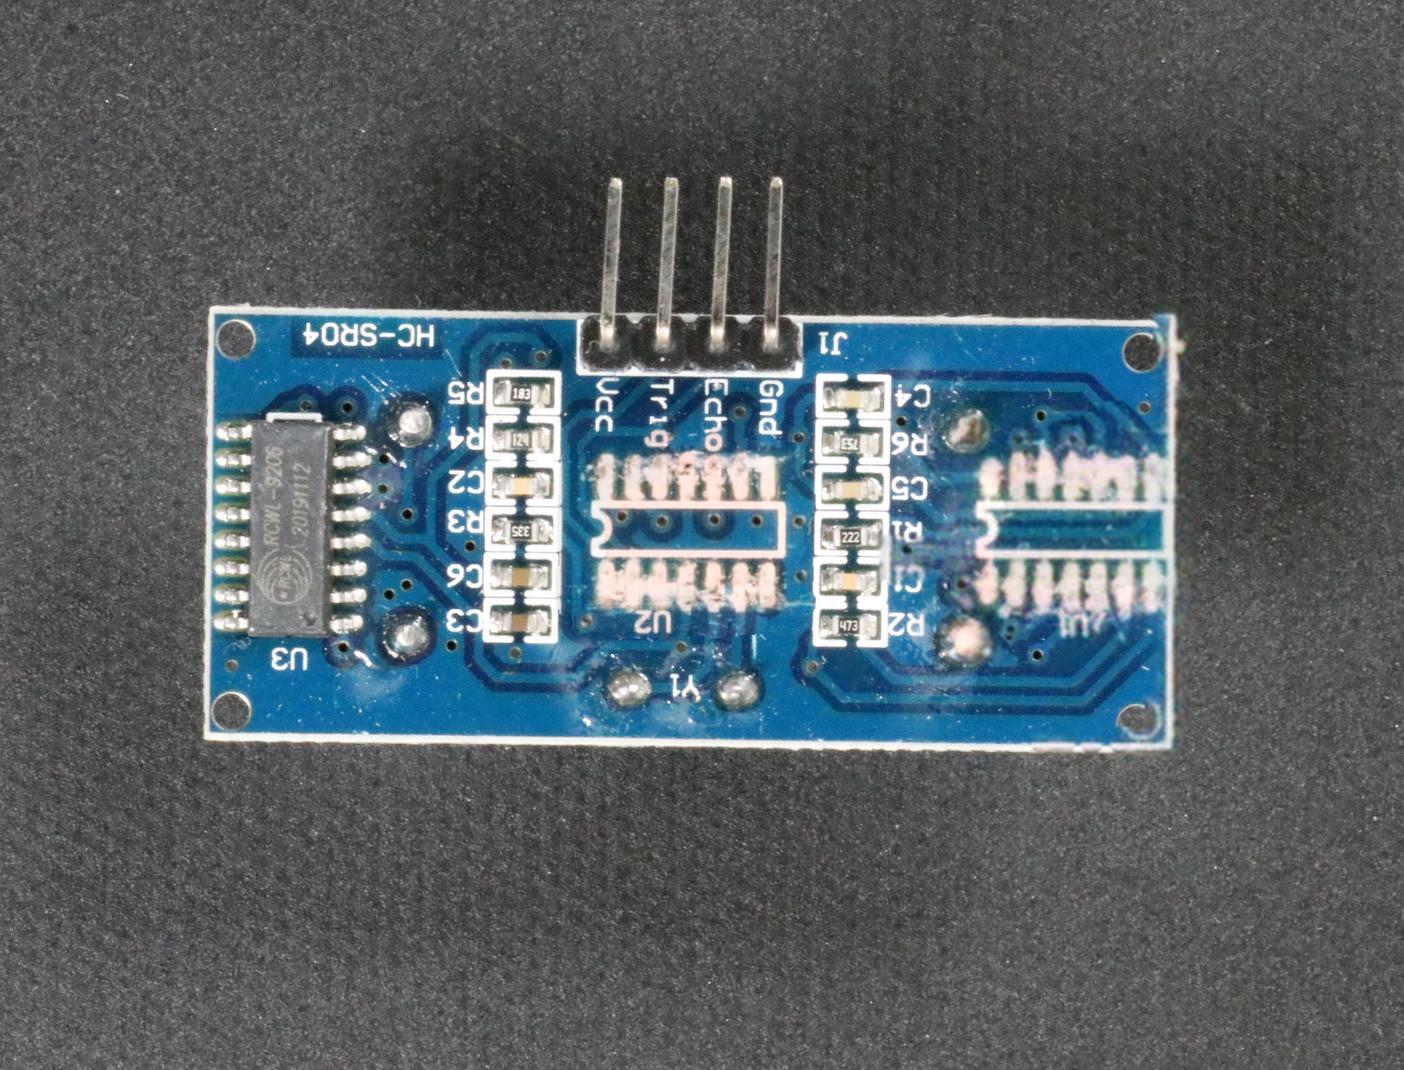 HC-SR04
J1
Vcc
Trig
Echo
Gnd
R5
183
R4
124
C2
R3
335
C6
C3
C4
R6
753
C5
R1
222
C1
R2
473
RCWL-9206
20191112
RCWL
U3
U2
Y1